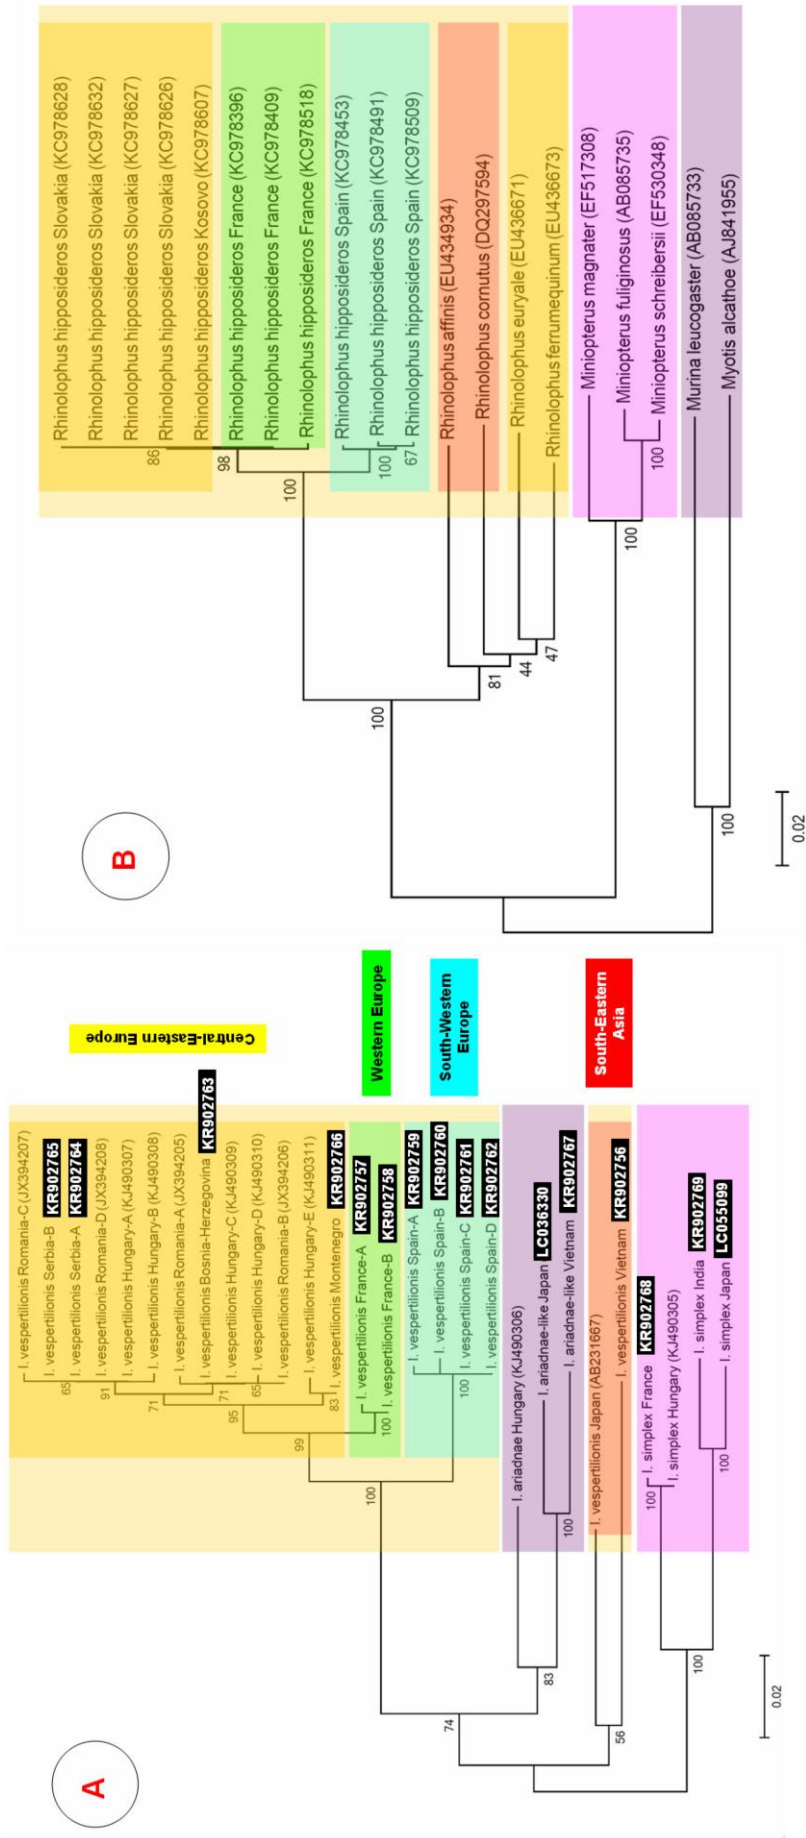 A
I. vespertilionis Romania-C (JX394207)
I. vespertilionis Serbia-B KR902765
I. vespertilionis Serbia-A KR902764
I. vespertilionis Romania-D (JX394208)
I. vespertilionis Hungary-A (KJ490307)
I. vespertilionis Hungary-B (KJ490308)
I. vespertilionis Romania-A (JX394205)
I. vespertilionis Bosnia-Herzegovina KR902763
I. vespertilionis Hungary-C (KJ490309)
I. vespertilionis Hungary-D (KJ490310)
I. vespertilionis Romania-B (JX394206)
I. vespertilionis Hungary-E (KJ490311)
I. vespertilionis Montenegro KR902766
I. vespertilionis France-A KR902757
I. vespertilionis France-B KR902758
I. vespertilionis Spain-A KR902759
I. vespertilionis Spain-B KR902760
I. vespertilionis Spain-C KR902761
I. vespertilionis Spain-D KR902762
I. ariadnae Hungary (KJ490306)
I. ariadnae-like Japan LC036330
I. ariadnae-like Vietnam KR902767
I. vespertilionis Japan (AB231667)
I. vespertilionis Vietnam KR902756
I. simplex France KR902768
I. simplex Hungary (KJ490305)
I. simplex India KR902769
I. simplex Japan LC055099
65
91
71
71
65
95
83
99
100
100
100
74
83
100
56
100
100
100
0.02
Central-Eastern Europe
Western Europe
South-Western
Europe
South-Eastern
Asia
B
Rhinolophus hipposideros Slovakia (KC978628)
Rhinolophus hipposideros Slovakia (KC978632)
Rhinolophus hipposideros Slovakia (KC978627)
Rhinolophus hipposideros Slovakia (KC978626)
Rhinolophus hipposideros Kosovo (KC978607)
Rhinolophus hipposideros France (KC978396)
Rhinolophus hipposideros France (KC978409)
Rhinolophus hipposideros France (KC978518)
Rhinolophus hipposideros Spain (KC978453)
Rhinolophus hipposideros Spain (KC978491)
Rhinolophus hipposideros Spain (KC978509)
Rhinolophus affinis (EU434934)
Rhinolophus cornutus (DQ297594)
Rhinolophus euryale (EU436671)
Rhinolophus ferrumequinum (EU436673)
Miniopterus magnater (EF517308)
Miniopterus fuliginosus (AB085735)
Miniopterus schreibersii (EF530348)
Murina leucogaster (AB085733)
Myotis alcathoe (AJ841955)
86
98
100
100
67
100
81
44
47
100
100
100
0.02